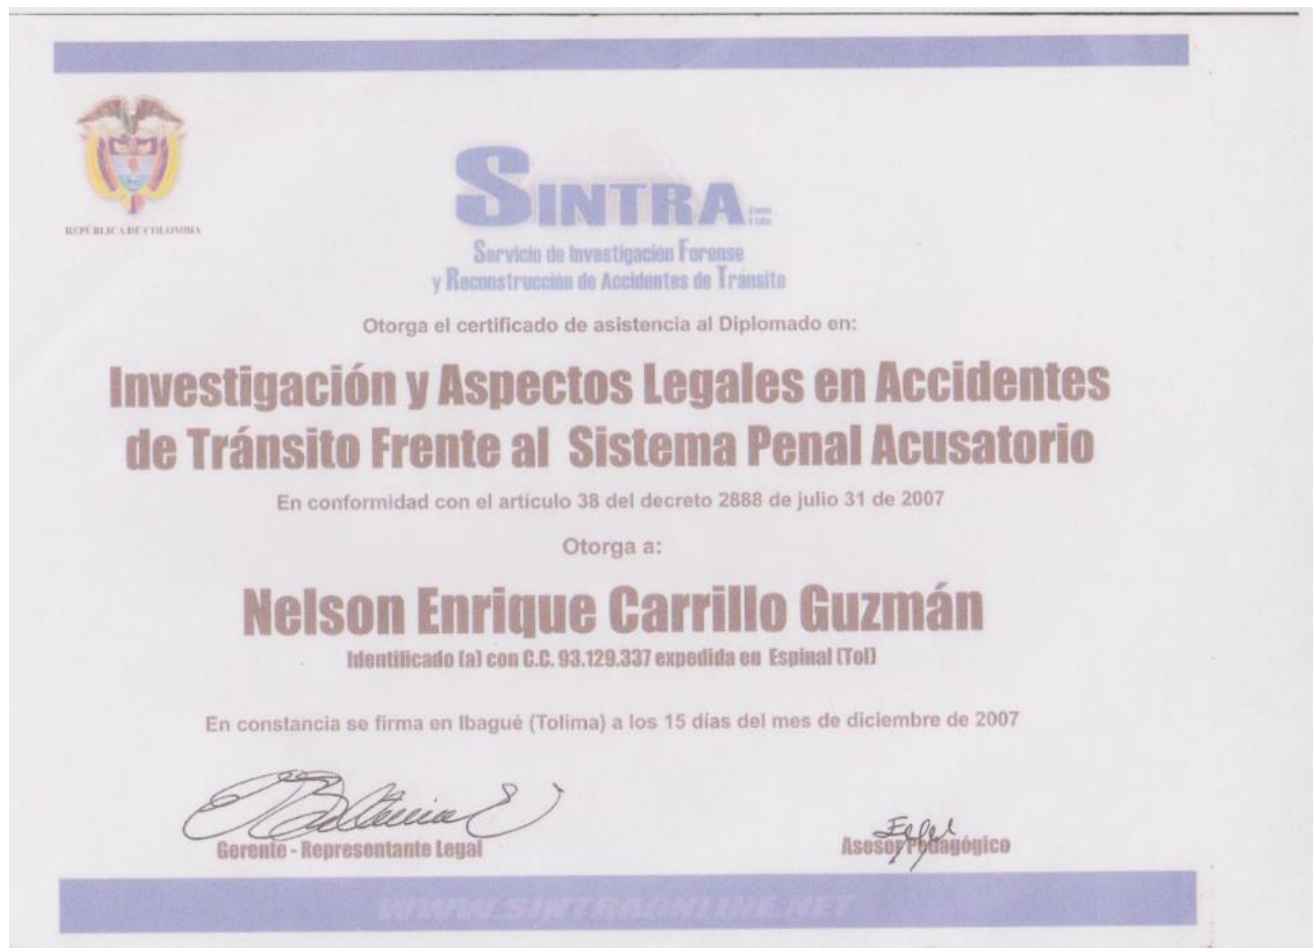 REPÚBLICA DE COLOMBIA
SINTRA
Servicio de Investigación Forense
y Reconstrucción de Accidentes de Tránsito
Otorga el certificado de asistencia al Diplomado en:
Investigación y Aspectos Legales en Accidentes
de Tránsito Frente al Sistema Penal Acusatorio
En conformidad con el artículo 38 del decreto 2888 de julio 31 de 2007
Otorga a:
Nelson Enrique Carrillo Guzmán
Identificado (a) con C.C. 93.129.337 expedida en Espinal (Tol)
En constancia se firma en Ibagué (Tolima) a los 15 días del mes de diciembre de 2007
Gerente - Representante Legal
Asesor Pedagógico
WWW.SINTRAONLINE.NET